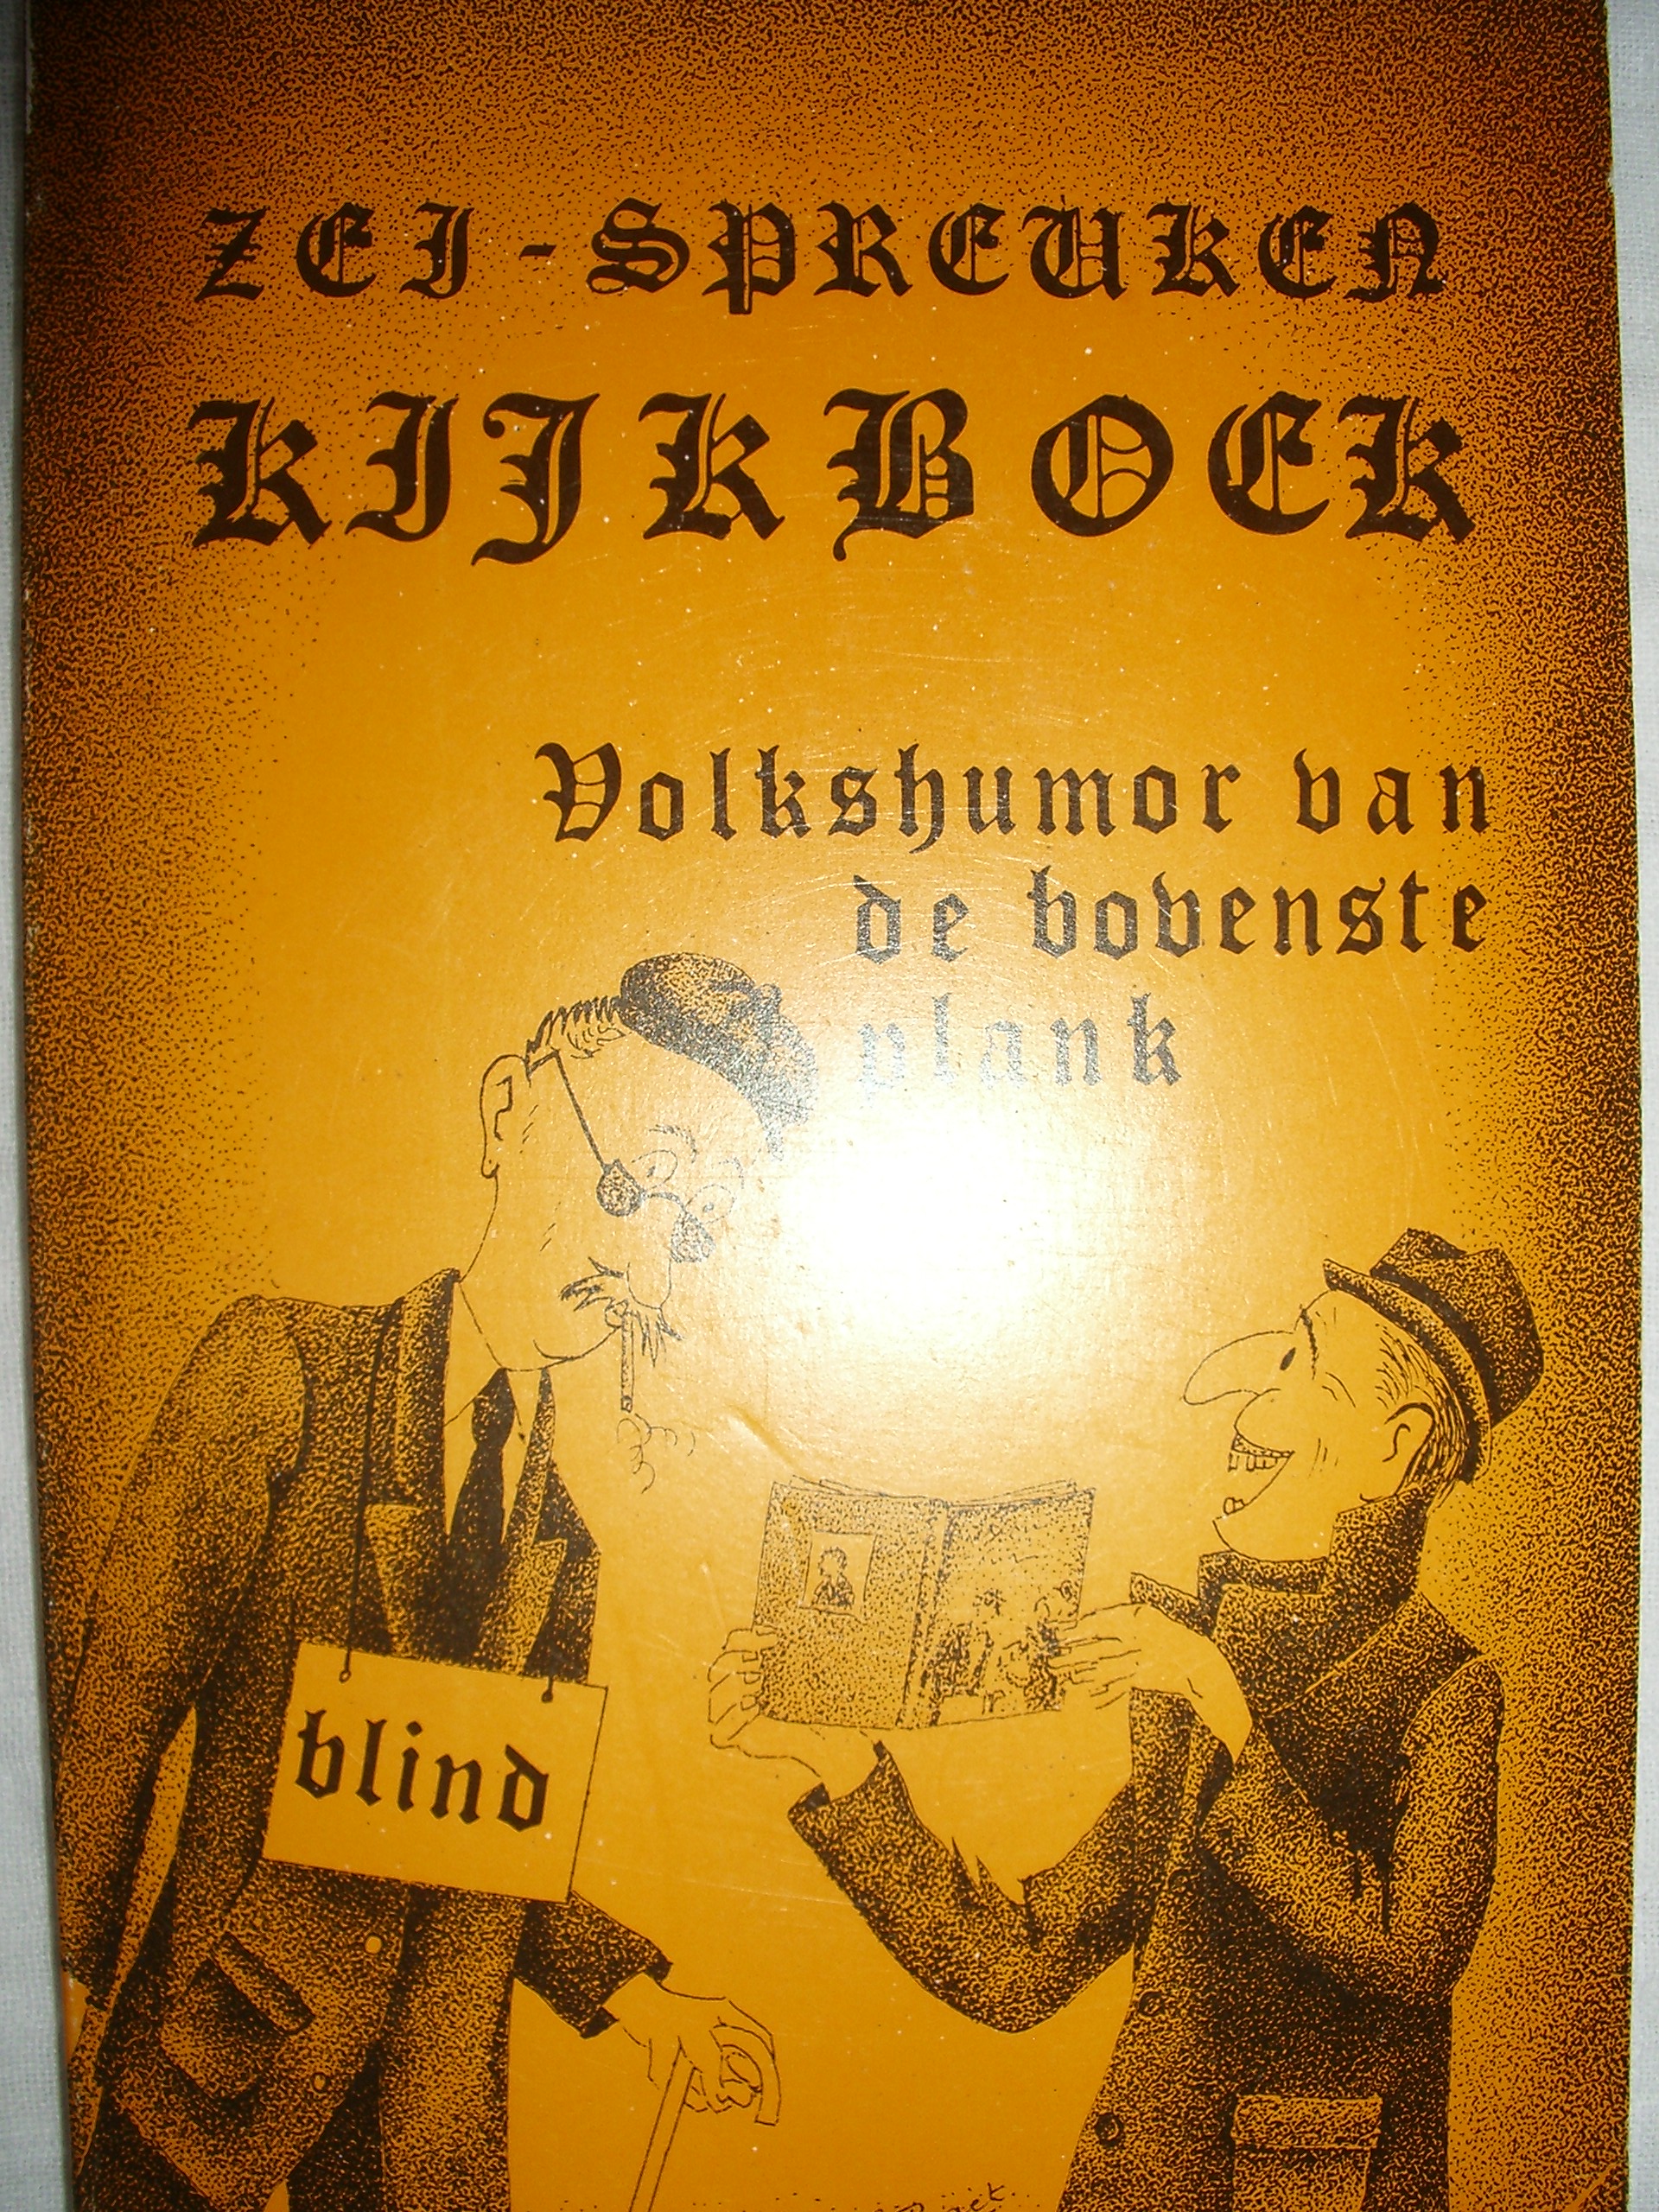 ZEI-SPREUKEN
KIJKBOEK
Volkshumor van
de bovenste
plank
blind